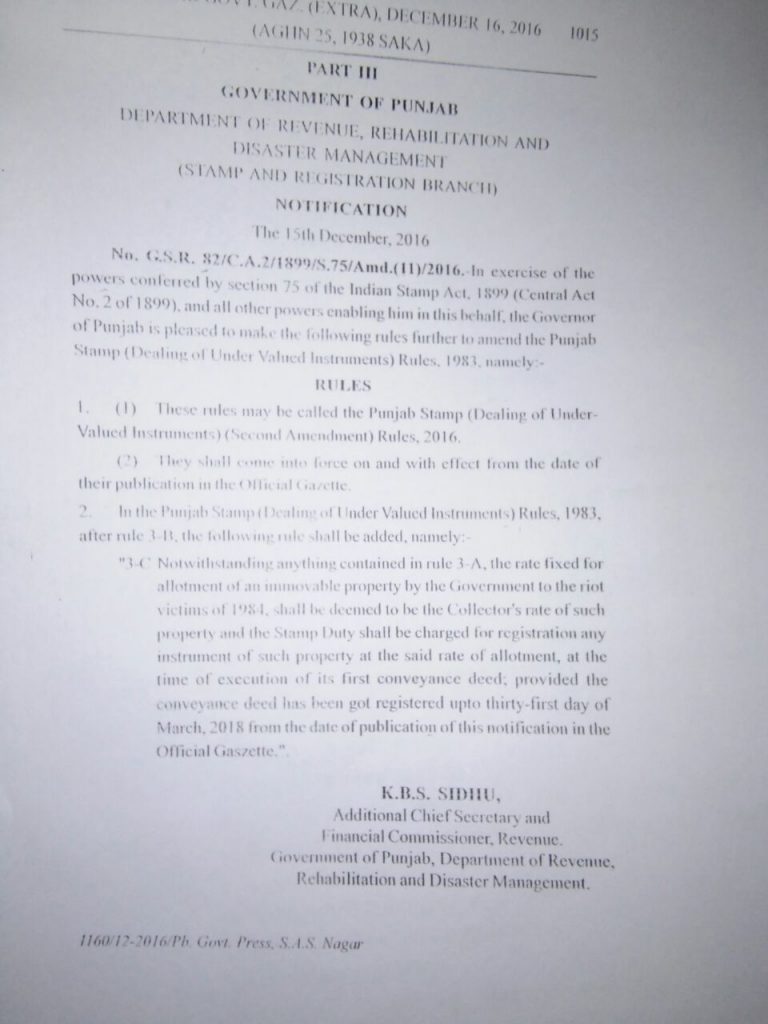 GOVT. GAZ. (EXTRA), DECEMBER 16, 2016 1015
(AGHN 25, 1938 SAKA)
PART III
GOVERNMENT OF PUNJAB
DEPARTMENT OF REVENUE, REHABILITATION AND
DISASTER MANAGEMENT
(STAMP AND REGISTRATION BRANCH)
NOTIFICATION
The 15th December, 2016
No. G.S.R. 82/C.A.2/1899/S.75/Amd.(11)/2016.-In exercise of the
powers conferred by section 75 of the Indian Stamp Act, 1899 (Central Act
No. 2 of 1899), and all other powers enabling him in this behalf, the Governor
of Punjab is pleased to make the following rules further to amend the Punjab
Stamp (Dealing of Under Valued Instruments) Rules, 1983, namely:-
RULES
1. (1) These rules may be called the Punjab Stamp (Dealing of Under-
Valued Instruments) (Second Amendment) Rules, 2016.
(2) They shall come into force on and with effect from the date of
their publication in the Official Gazette.
2. In the Punjab Stamp (Dealing of Under Valued Instruments) Rules, 1983,
after rule 3-B, the following rule shall be added, namely:-
"3-C Notwithstanding anything contained in rule 3-A, the rate fixed for
allotment of an immovable property by the Government to the riot
victims of 1984, shall be deemed to be the Collector's rate of such
property and the Stamp Duty shall be charged for registration any
instrument of such property at the said rate of allotment, at the
time of execution of its first conveyance deed; provided the
conveyance deed has been got registered upto thirty-first day of
March, 2018 from the date of publication of this notification in the
Official Gaszette.".
K.B.S. SIDHU,
Additional Chief Secretary and
Financial Commissioner, Revenue.
Government of Punjab, Department of Revenue,
Rehabilitation and Disaster Management.
1160/12-2016/Pb. Govt. Press, S.A.S. Nagar